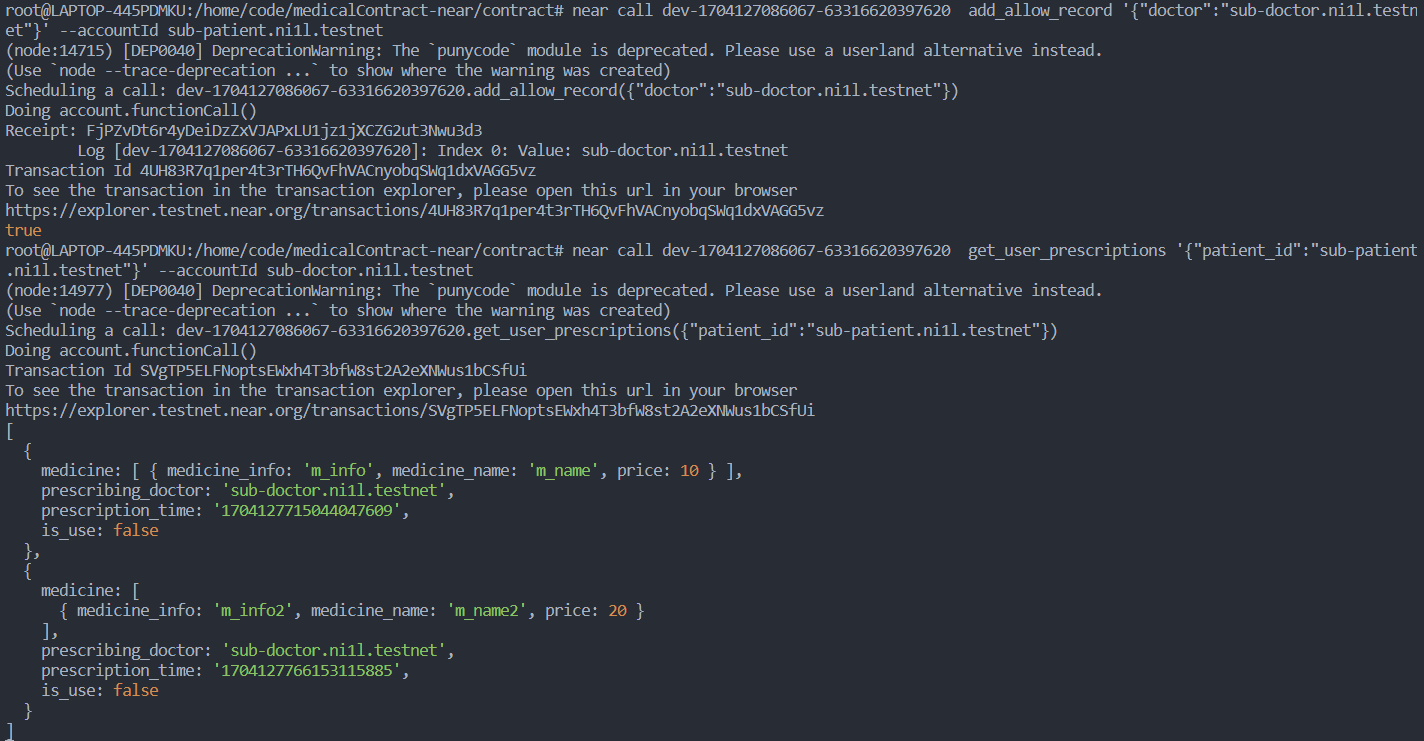 root@LAPTOP-445PDMKU:/home/code/medicalContract-near/contract# near call dev-1704127086067-63316620397620  add_allow_record '{"doctor":"sub-doctor.ni1l.testn
et"}' --accountId sub-patient.ni1l.testnet
(node:14715) [DEP0040] DeprecationWarning: The `punycode` module is deprecated. Please use a userland alternative instead.
(Use `node --trace-deprecation ...` to show where the warning was created)
Scheduling a call: dev-1704127086067-63316620397620.add_allow_record({"doctor":"sub-doctor.ni1l.testnet"})
Doing account.functionCall()
Receipt: FjPZvDt6r4yDeiDzZxVJAPxLU1jz1jXCZG2ut3Nwu3d3
        Log [dev-1704127086067-63316620397620]: Index 0: Value: sub-doctor.ni1l.testnet
Transaction Id 4UH83R7q1per4t3rTH6QvFhVACnyobqSWq1dxVAGG5vz
To see the transaction in the transaction explorer, please open this url in your browser
https://explorer.testnet.near.org/transactions/4UH83R7q1per4t3rTH6QvFhVACnyobqSWq1dxVAGG5vz
true
root@LAPTOP-445PDMKU:/home/code/medicalContract-near/contract# near call dev-1704127086067-63316620397620  get_user_prescriptions '{"patient_id":"sub-patient
.ni1l.testnet"}' --accountId sub-doctor.ni1l.testnet
(node:14977) [DEP0040] DeprecationWarning: The `punycode` module is deprecated. Please use a userland alternative instead.
(Use `node --trace-deprecation ...` to show where the warning was created)
Scheduling a call: dev-1704127086067-63316620397620.get_user_prescriptions({"patient_id":"sub-patient.ni1l.testnet"})
Doing account.functionCall()
Transaction Id SVgTP5ELFNoptsEWxh4T3bfW8st2A2eXNWus1bCSfUi
To see the transaction in the transaction explorer, please open this url in your browser
https://explorer.testnet.near.org/transactions/SVgTP5ELFNoptsEWxh4T3bfW8st2A2eXNWus1bCSfUi
[
  {
    medicine: [ { medicine_info: 'm_info', medicine_name: 'm_name', price: 10 } ],
    prescribing_doctor: 'sub-doctor.ni1l.testnet',
    prescription_time: '1704127715044047609',
    is_use: false
  },
  {
    medicine: [
      { medicine_info: 'm_info2', medicine_name: 'm_name2', price: 20 }
    ],
    prescribing_doctor: 'sub-doctor.ni1l.testnet',
    prescription_time: '1704127766153115885',
    is_use: false
  }
]